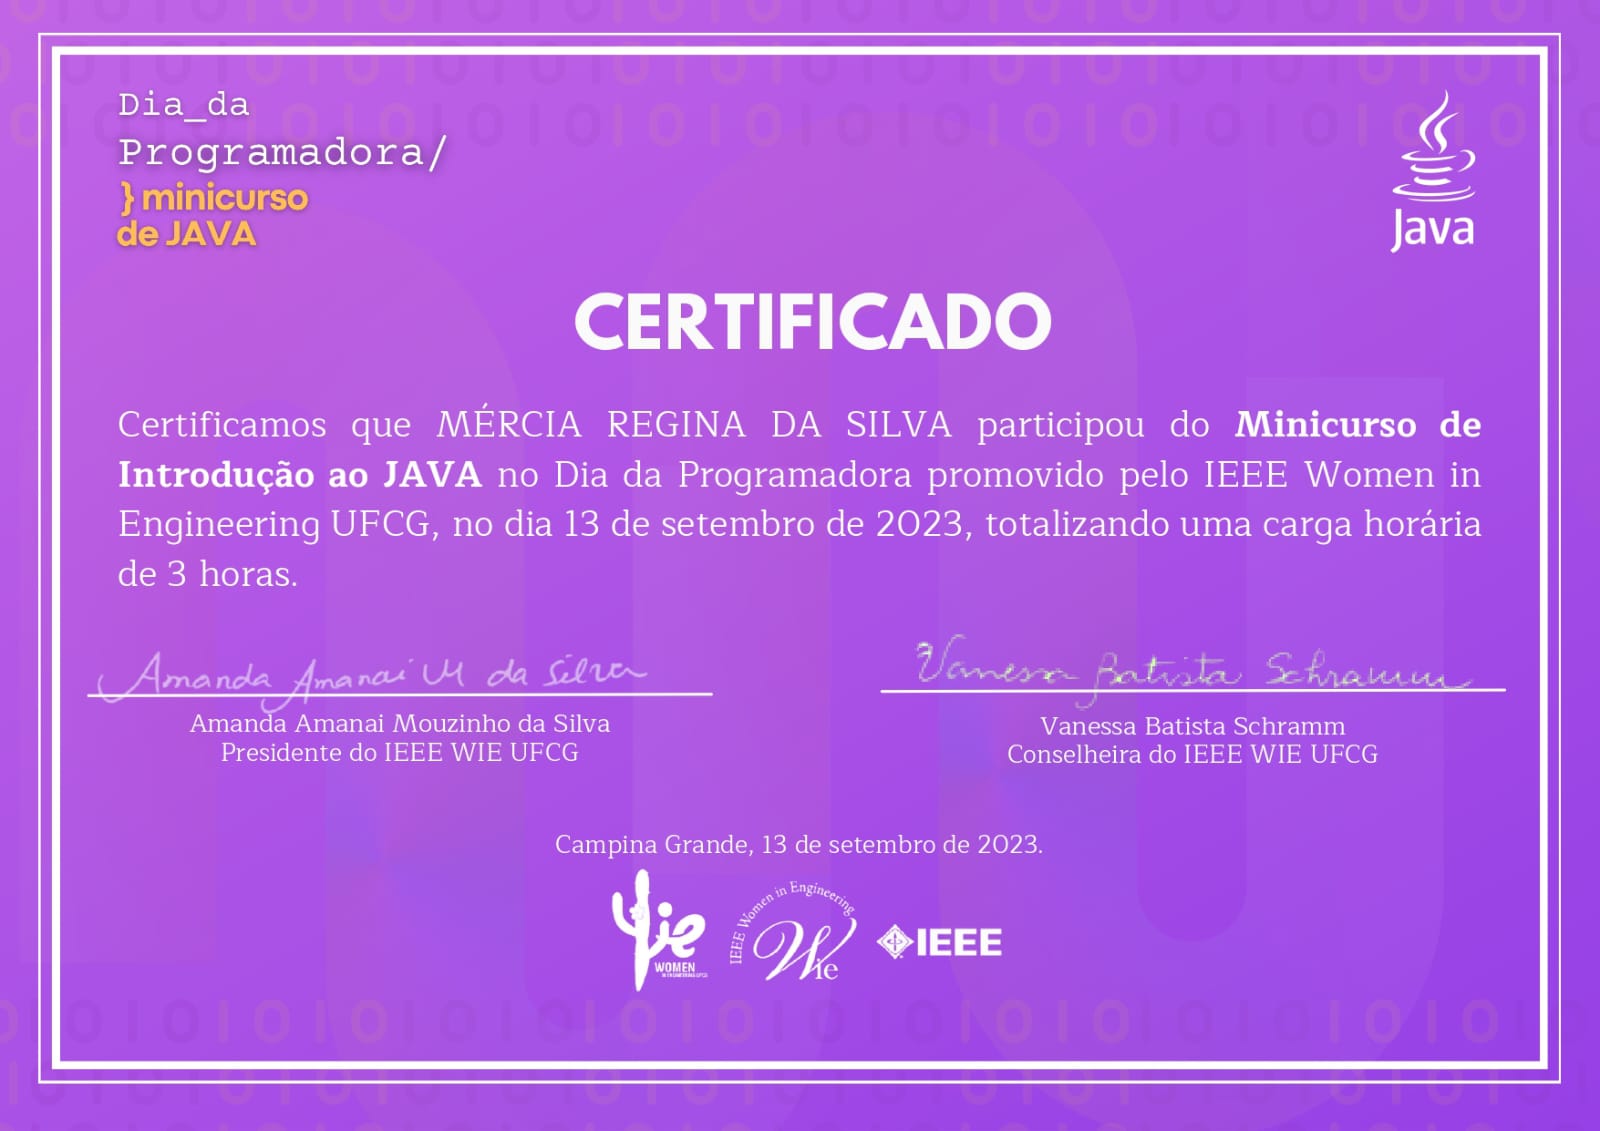 Dia_da
Programadora/
} minicurso
de JAVA
Java
CERTIFICADO
Certificamos que MÉRCIA REGINA DA SILVA participou do Minicurso de
Introdução ao JAVA no Dia da Programadora promovido pelo IEEE Women in
Engineering UFCG, no dia 13 de setembro de 2023, totalizando uma carga horária
de 3 horas.
Amanda Amanai M da Silva
Vanessa Batista Schramm
Amanda Amanai Mouzinho da Silva
Presidente do IEEE WIE UFCG
Vanessa Batista Schramm
Conselheira do IEEE WIE UFCG
Campina Grande, 13 de setembro de 2023.
wie
WOMEN
IN ENGINEERING UFCG
IEEE Women in Engineering
Wie
IEEE